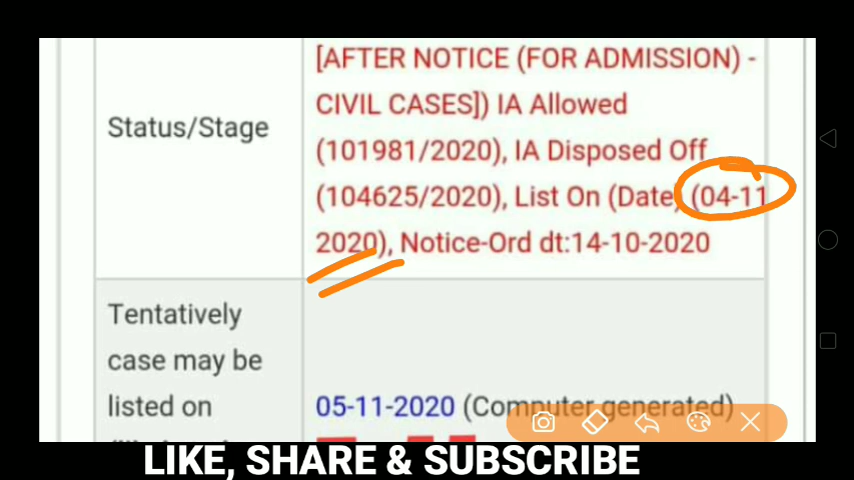 [AFTER NOTICE (FOR ADMISSION) -
Status/Stage
CIVIL CASES]) IA Allowed
(101981/2020), IA Disposed Off
(104625/2020), List On (Date) (04-11
2020), Notice-Ord dt:14-10-2020
Tentatively
case may be
listed on
05-11-2020 (Computer generated)
LIKE, SHARE & SUBSCRIBE